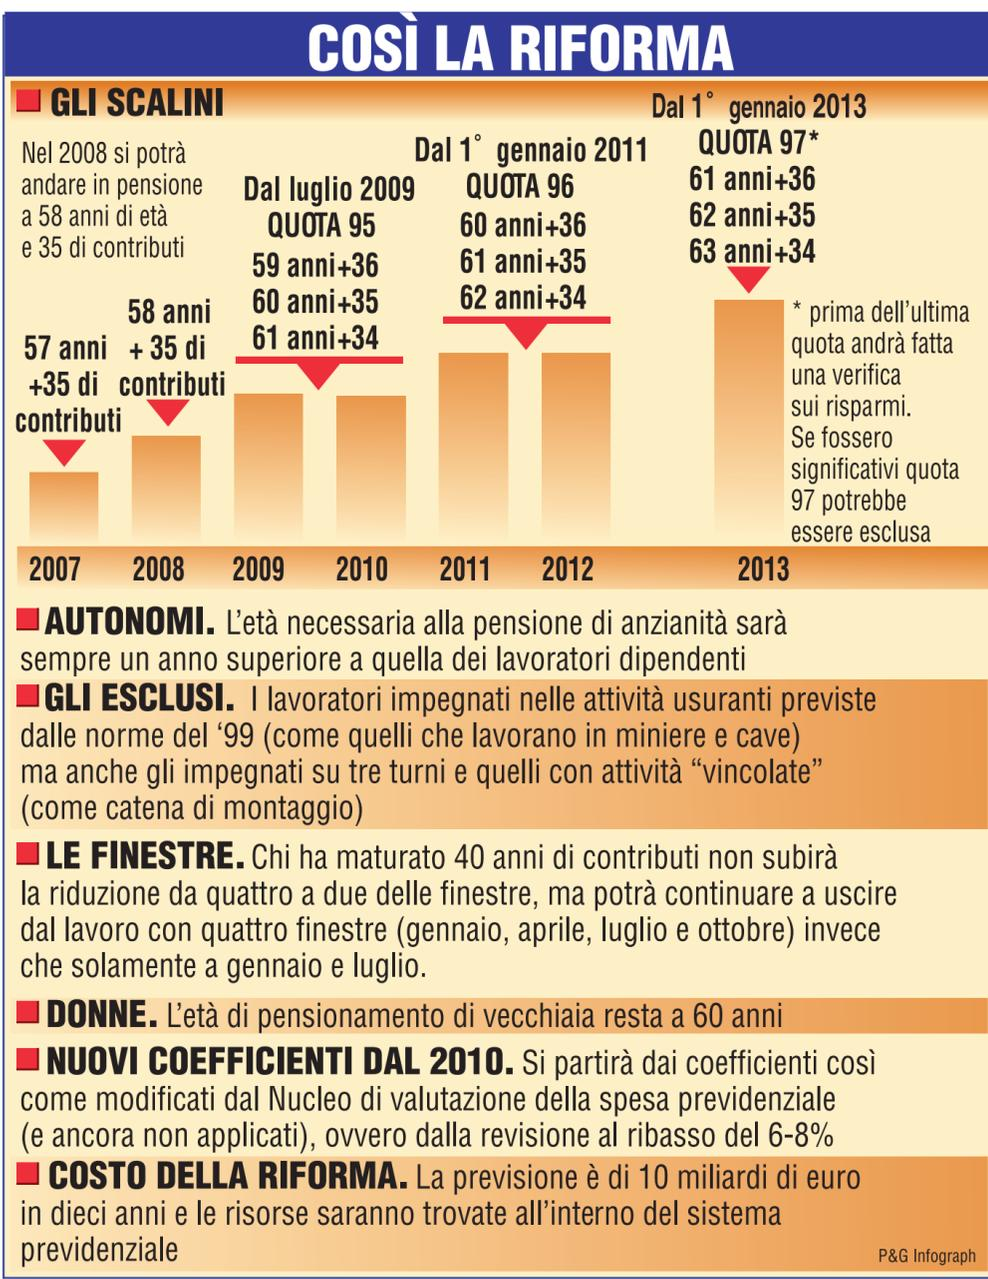 COSÌ LA RIFORMA
GLI SCALINI
Nel 2008 si potrà
andare in pensione
a 58 anni di età
e 35 di contributi
57 anni
+35 di
contributi
58 anni
+ 35 di
contributi
Dal luglio 2009
QUOTA 95
59 anni+36
60 anni+35
61 anni+34
Dal 1° gennaio 2011
QUOTA 96
60 anni+36
61 anni+35
62 anni+34
Dal 1° gennaio 2013
QUOTA 97*
61 anni+36
62 anni+35
63 anni+34
* prima dell'ultima
quota andrà fatta
una verifica
sui risparmi.
Se fossero
significativi quota
97 potrebbe
essere esclusa
2007 2008 2009 2010 2011 2012 2013
AUTONOMI. L'età necessaria alla pensione di anzianità sarà
sempre un anno superiore a quella dei lavoratori dipendenti
GLI ESCLUSI. I lavoratori impegnati nelle attività usuranti previste
dalle norme del ‘99 (come quelli che lavorano in miniere e cave)
ma anche gli impegnati su tre turni e quelli con attività “vincolate”
(come catena di montaggio)
LE FINESTRE. Chi ha maturato 40 anni di contributi non subirà
la riduzione da quattro a due delle finestre, ma potrà continuare a uscire
dal lavoro con quattro finestre (gennaio, aprile, luglio e ottobre) invece
che solamente a gennaio e luglio.
DONNE. L'età di pensionamento di vecchiaia resta a 60 anni
NUOVI COEFFICIENTI DAL 2010. Si partirà dai coefficienti così
come modificati dal Nucleo di valutazione della spesa previdenziale
(e ancora non applicati), ovvero dalla revisione al ribasso del 6-8%
COSTO DELLA RIFORMA. La previsione è di 10 miliardi di euro
in dieci anni e le risorse saranno trovate all'interno del sistema
previdenziale
P&G Infograph